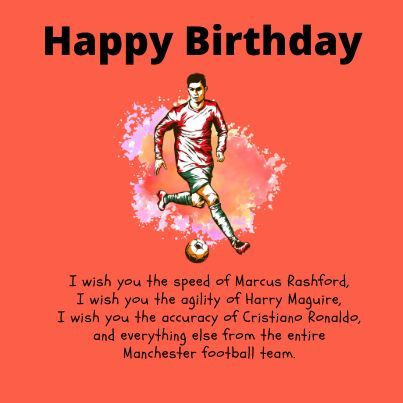 Happy Birthday
I wish you the speed of Marcus Rashford,
I wish you the agility of Harry Maguire,
I wish you the accuracy of Cristiano Ronaldo,
and everything else from the entire
Manchester football team.